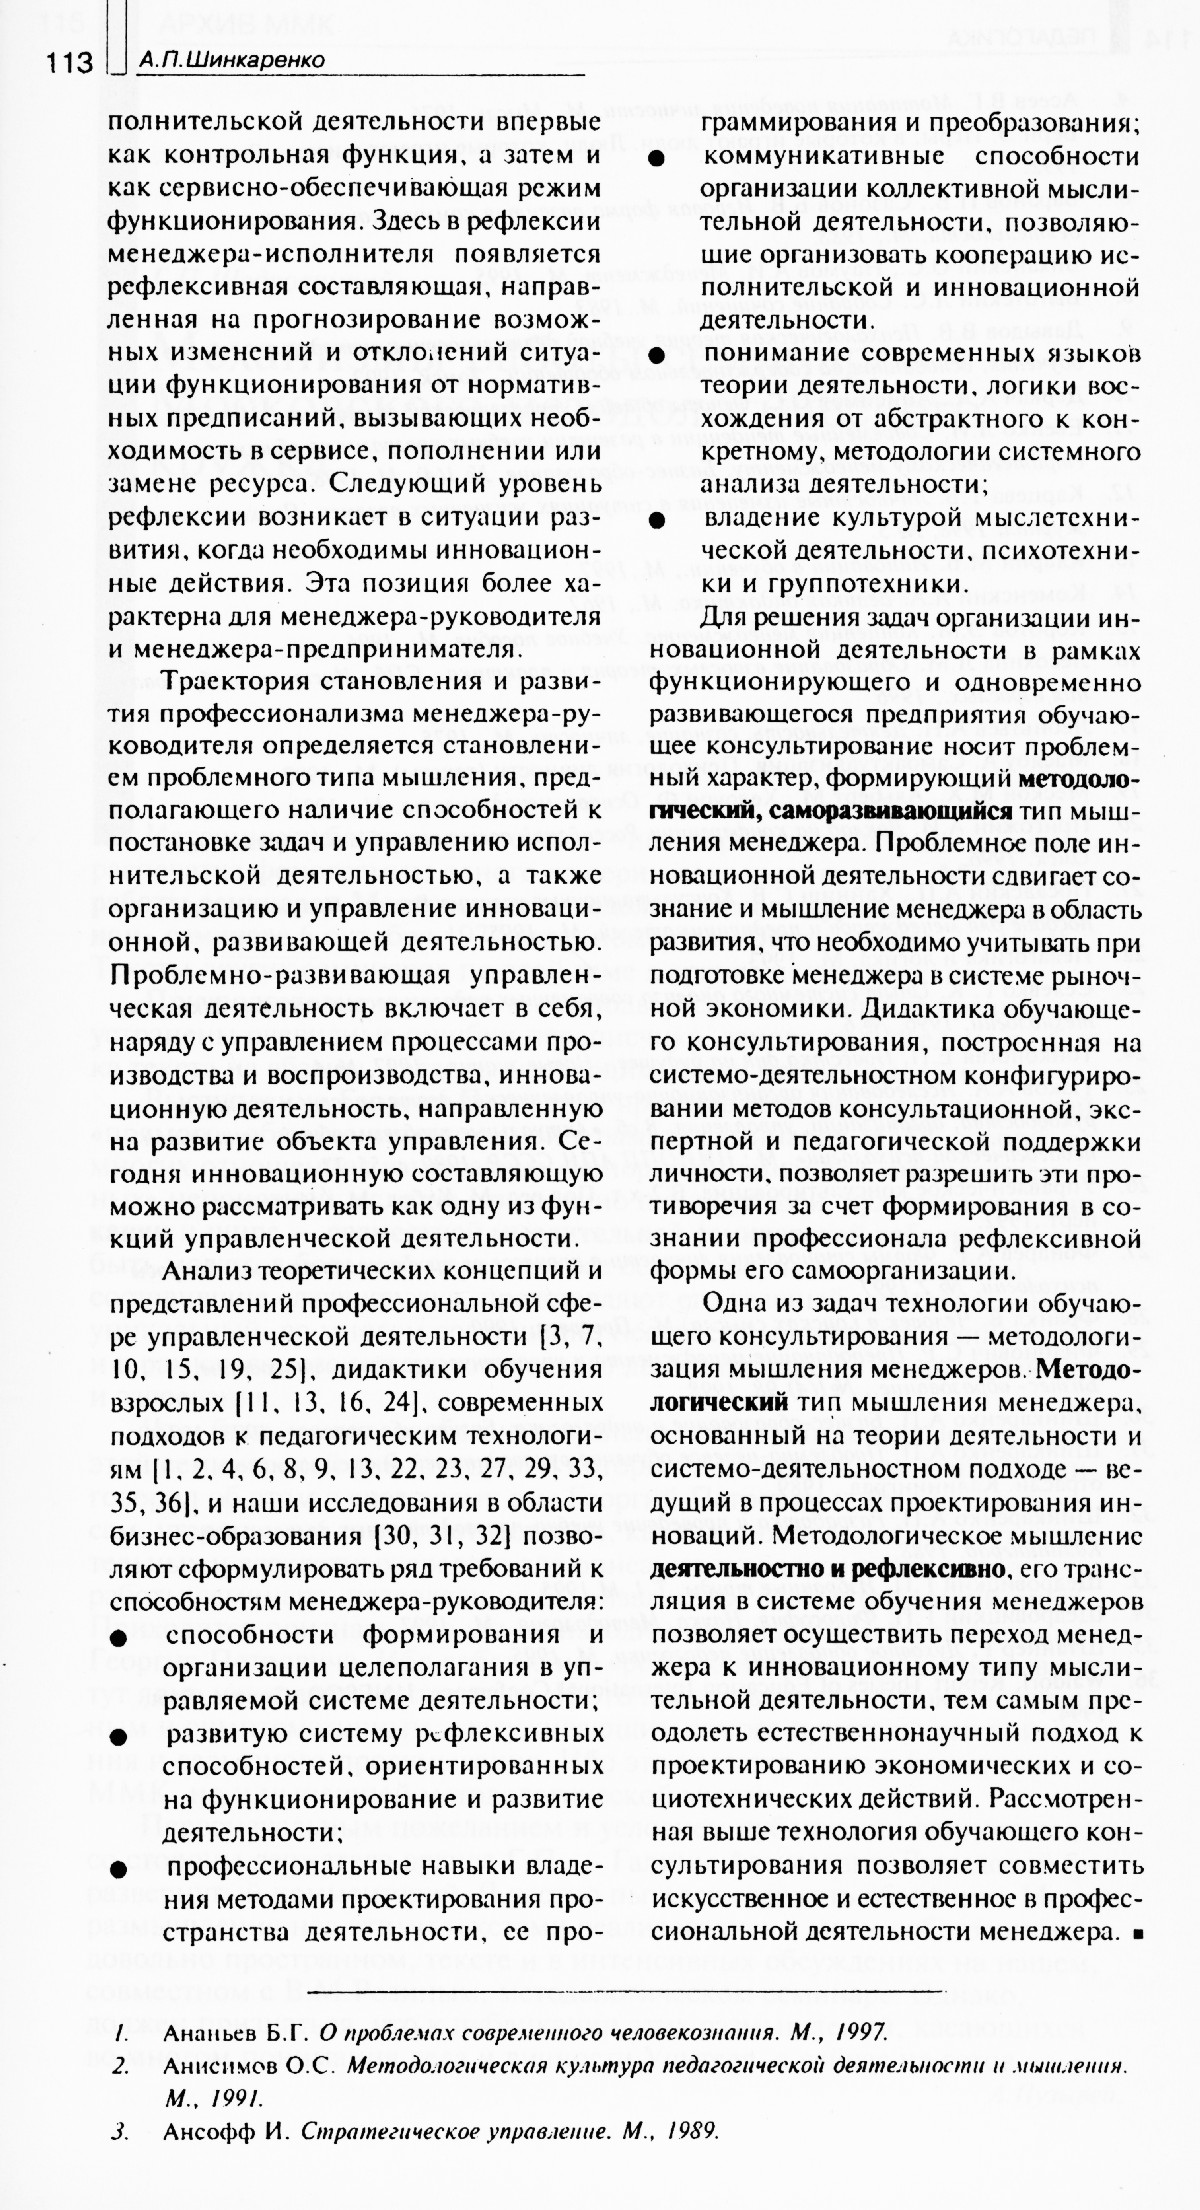 113
А.П.Шинкаренко
полнительской деятельности впервые
как контрольная функция, а затем и
как сервисно-обеспечивающая режим
функционирования. Здесь в рефлексии
менеджера-исполнителя появляется
рефлексивная составляющая, направ-
ленная на прогнозирование возмож-
ных изменений и отклонений ситуа-
ции функционирования от норматив-
ных предписаний, вызывающих необ-
ходимость в сервисе, пополнении или
замене ресурса. Следующий уровень
рефлексии возникает в ситуации раз-
вития, когда необходимы инновацион-
ные действия. Эта позиция более ха-
рактерна для менеджера-руководителя
и менеджера-предпринимателя.
Траектория становления и разви-
тия профессионализма менеджера-ру-
ководителя определяется становлени-
ем проблемного типа мышления, пред-
полагающего наличие способностей к
постановке задач и управлению испол-
нительской деятельностью, а также
организацию и управление инноваци-
онной, развивающей деятельностью.
Проблемно-развивающая управлен-
ческая деятельность включает в себя,
наряду с управлением процессами про-
изводства и воспроизводства, иннова-
ционную деятельность, направленную
на развитие объекта управления. Се-
годня инновационную составляющую
можно рассматривать как одну из фун-
кций управленческой деятельности.
Анализ теоретических концепций и
представлений профессиональной сфе-
ре управленческой деятельности [3, 7,
10, 15, 19, 25], дидактики обучения
взрослых [11, 13, 16, 24], современных
подходов к педагогическим технологи-
ям [1, 2, 4, 6, 8, 9, 13, 22, 23, 27, 29, 33,
35, 36], и наши исследования в области
бизнес-образования [30, 31, 32] позво-
ляют сформулировать ряд требований к
способностям менеджера-руководителя:
● способности формирования и
организации целеполагания в уп-
равляемой системе деятельности;
● развитую систему рефлексивных
способностей, ориентированных
на функционирование и развитие
деятельности;
● профессиональные навыки владе-
ния методами проектирования про-
странства деятельности, ее про-
граммирования и преобразования;
● коммуникативные способности
организации коллективной мысли-
тельной деятельности, позволяю-
щие организовать кооперацию ис-
полнительской и инновационной
деятельности.
● понимание современных языков
теории деятельности, логики вос-
хождения от абстрактного к кон-
кретному, методологии системного
анализа деятельности;
● владение культурой мыслетехни-
ческой деятельности, психотехни-
ки и группотехники.
Для решения задач организации ин-
новационной деятельности в рамках
функционирующего и одновременно
развивающегося предприятия обучаю-
щее консультирование носит проблем-
ный характер, формирующий методоло-
гический, саморазвивающийся тип мыш-
ления менеджера. Проблемное поле ин-
новационной деятельности сдвигает со-
знание и мышление менеджера в область
развития, что необходимо учитывать при
подготовке менеджера в системе рыноч-
ной экономики. Дидактика обучающе-
го консультирования, построенная на
системо-деятельностном конфигуриро-
вании методов консультационной, экс-
пертной и педагогической поддержки
личности, позволяет разрешить эти про-
тиворечия за счет формирования в со-
знании профессионала рефлексивной
формы его самоорганизации.
Одна из задач технологии обучаю-
щего консультирования — методологи-
зация мышления менеджеров. Методо-
логический тип мышления менеджера,
основанный на теории деятельности и
системо-деятельностном подходе — ве-
дущий в процессах проектирования ин-
новаций. Методологическое мышление
деятельностно и рефлексивно, его транс-
ляция в системе обучения менеджеров
позволяет осуществить переход менед-
жера к инновационному типу мысли-
тельной деятельности, тем самым пре-
одолеть естественнонаучный подход к
проектированию экономических и со-
циотехнических действий. Рассмотрен-
ная выше технология обучающего кон-
сультирования позволяет совместить
искусственное и естественное в профес-
сиональной деятельности менеджера. ■
1. Ананьев Б.Г. О проблемах современного человекознания. М., 1997.
2. Анисимов О.С. Методологическая культура педагогической деятельности и мышления.
М., 1991.
3. Ансофф И. Стратегическое управление. М., 1989.